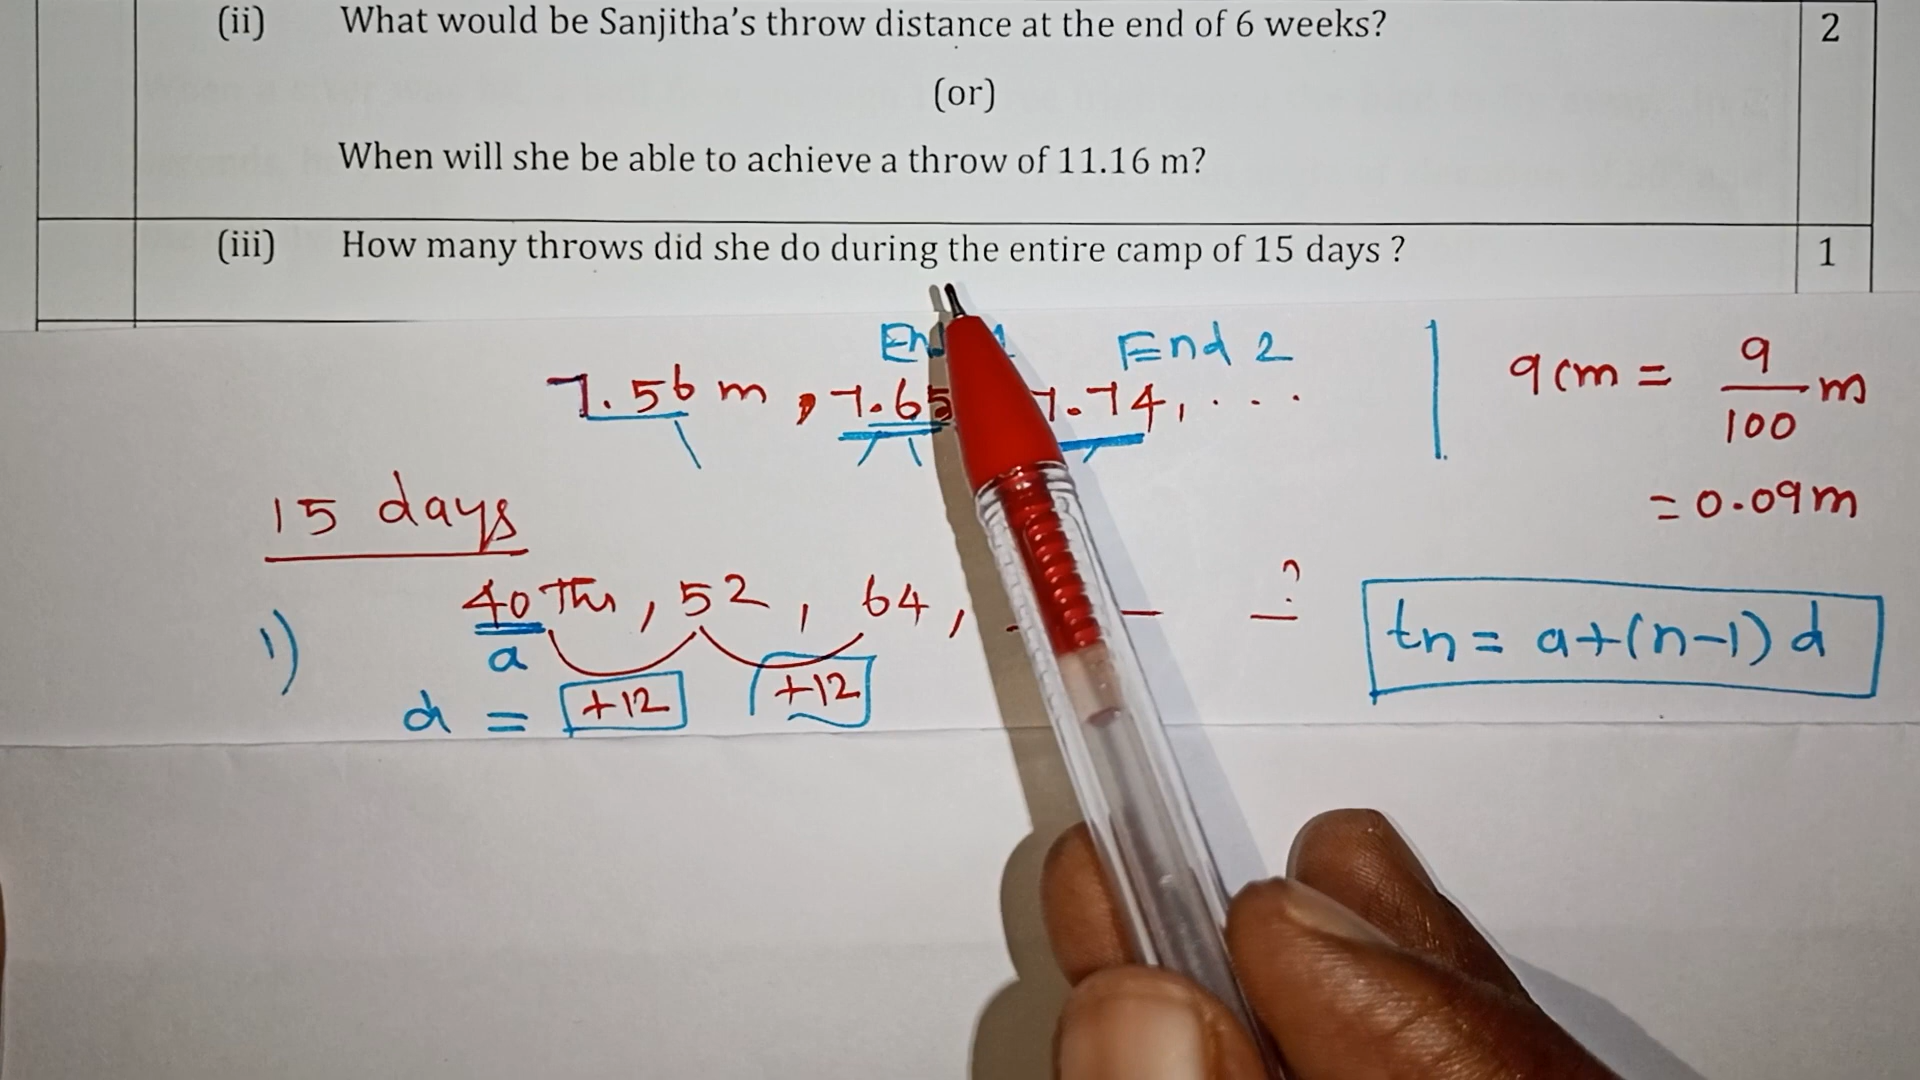 (ii) What would be Sanjitha's throw distance at the end of 6 weeks? 2
(or)
When will she be able to achieve a throw of 11.16 m?
(iii) How many throws did she do during the entire camp of 15 days ? 1
End 2
7.56 m , 7.65 7.74, . . .
9cm = 9/100 m
= 0.09m
15 days
1) 40 Ths , 52 , 64 , _ _ ?
a
d = +12 +12
tn = a+(n-1) d